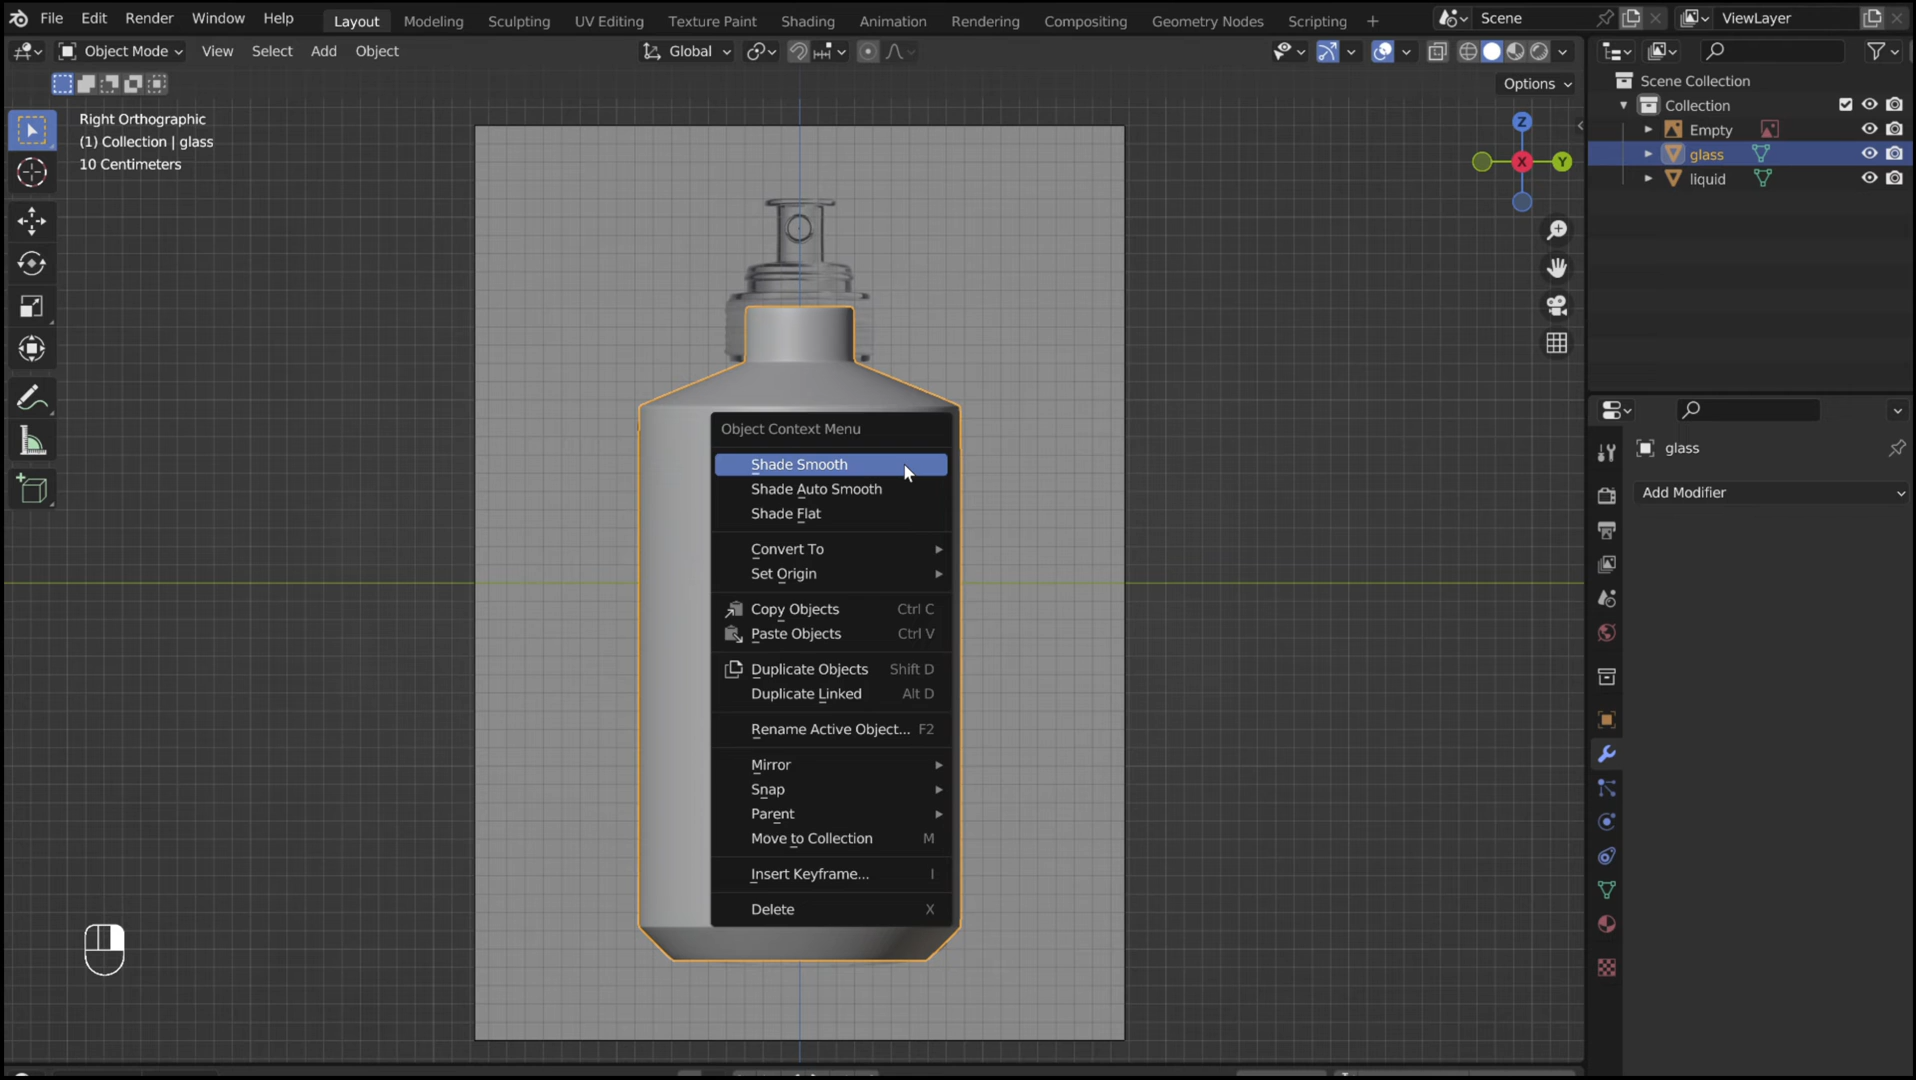 File Edit Render Window Help Layout Modeling Sculpting UV Editing Texture Paint Shading Animation Rendering Compositing Geometry Nodes Scripting Scene ViewLayer
Object Mode View Select Add Object Global
Options
Right Orthographic
(1) Collection | glass
10 Centimeters
Z
X
Y
Object Context Menu
Shade Smooth
Shade Auto Smooth
Shade Flat
Convert To
Set Origin
Copy Objects Ctrl C
Paste Objects Ctrl V
Duplicate Objects Shift D
Duplicate Linked Alt D
Rename Active Object... F2
Mirror
Snap
Parent
Move to Collection M
Insert Keyframe... I
Delete X
Scene Collection
Collection
Empty
glass
liquid
glass
Add Modifier